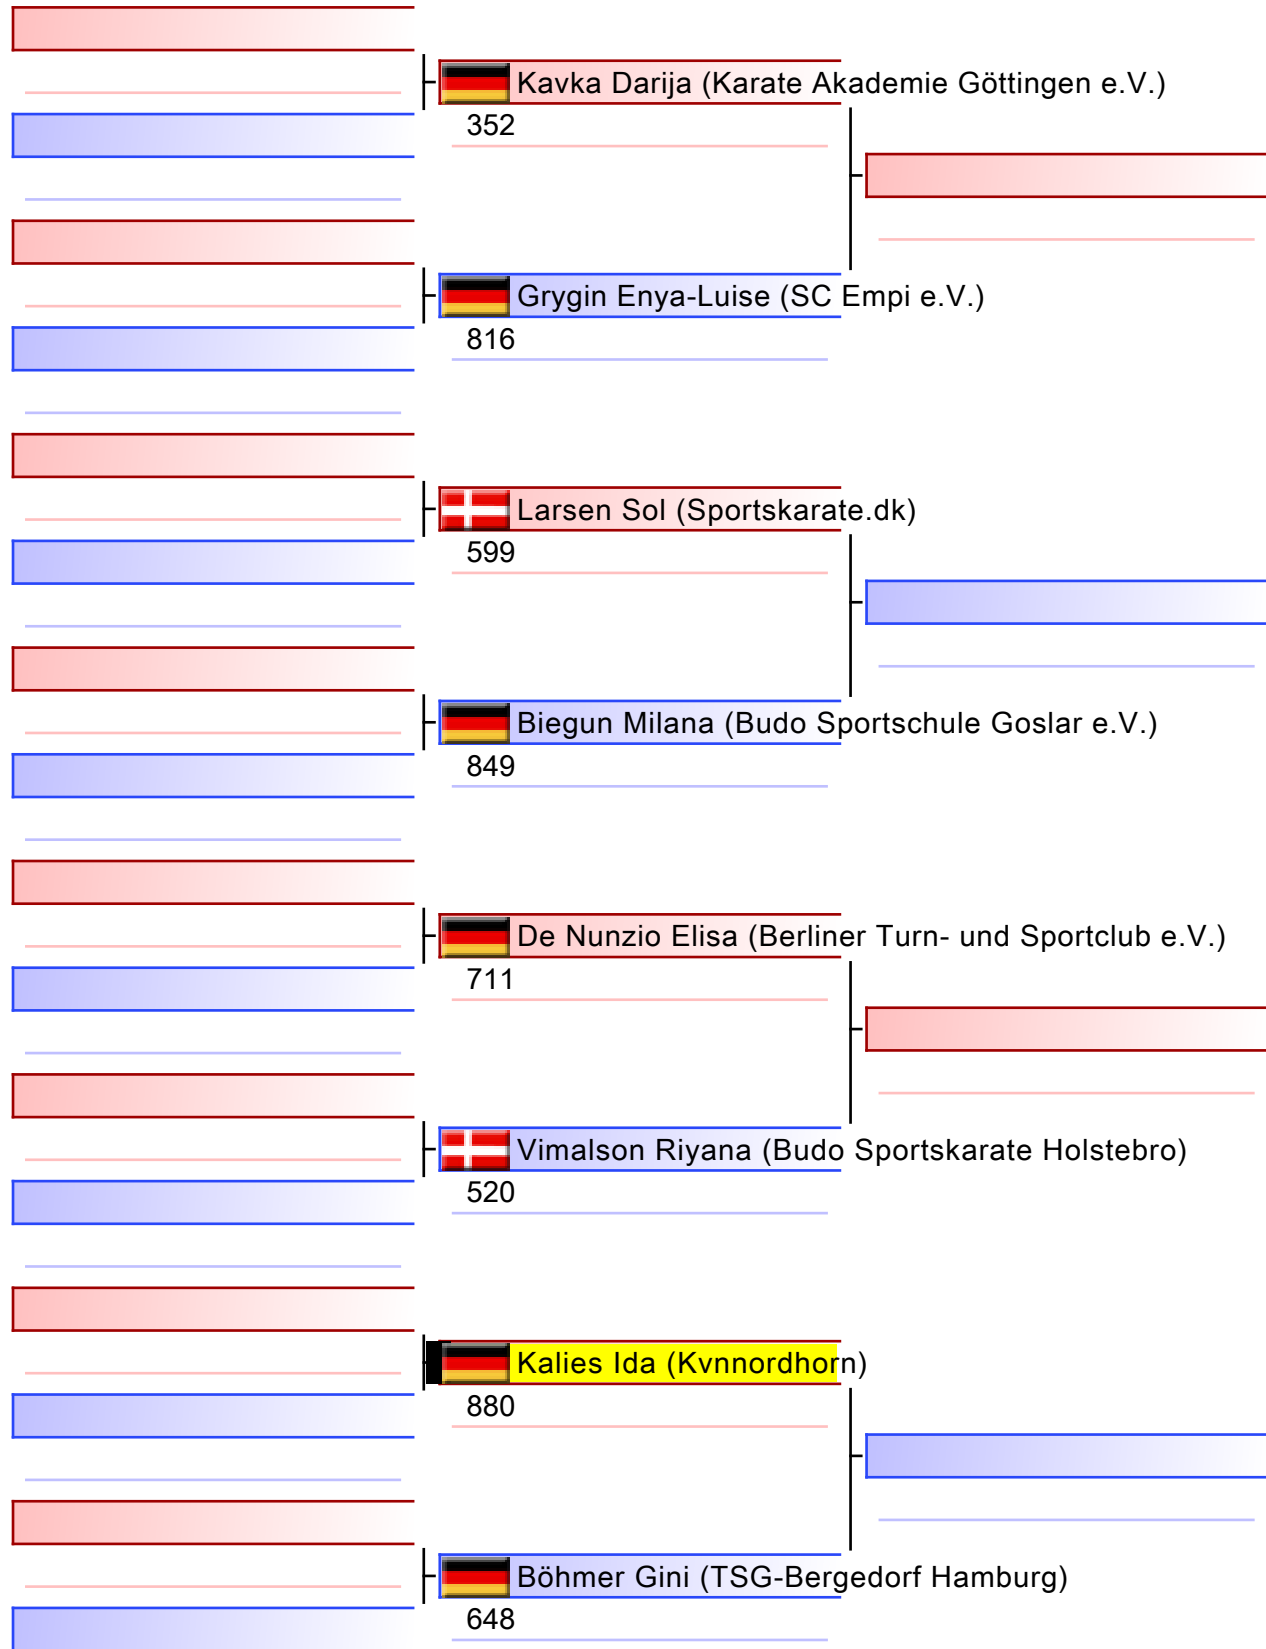 Kavka Darija (Karate Akademie Göttingen e.V.)
352
Grygin Enya-Luise (SC Empi e.V.)
816
Larsen Sol (Sportskarate.dk)
599
Biegun Milana (Budo Sportschule Goslar e.V.)
849
De Nunzio Elisa (Berliner Turn- und Sportclub e.V.)
711
Vimalson Riyana (Budo Sportskarate Holstebro)
520
Kalies Ida (Kvnnordhorn)
880
Böhmer Gini (TSG-Bergedorf Hamburg)
648